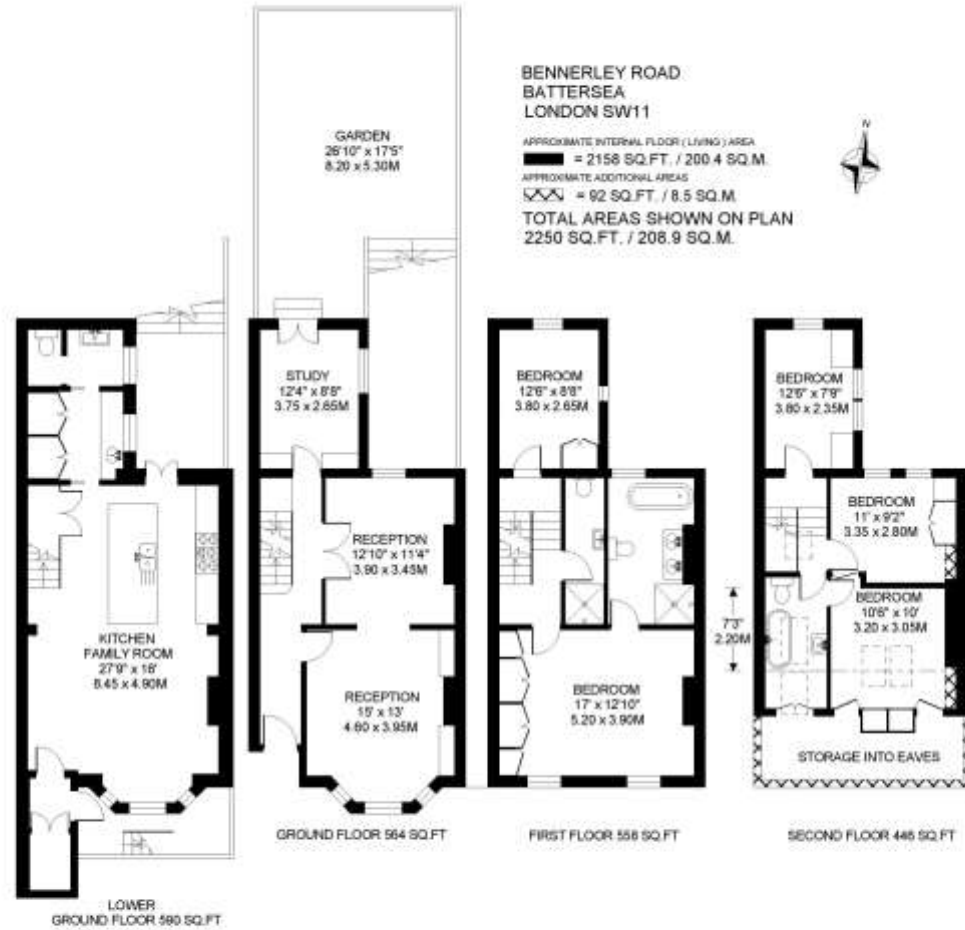 BENNERLEY ROAD
BATTERSEA
LONDON SW11
APPROXIMATE INTERNAL FLOOR ( LIVING ) AREA
= 2158 SQ.FT. / 200.4 SQ.M.
APPROXIMATE ADDITIONAL AREAS
= 92 SQ.FT. / 8.5 SQ.M.
TOTAL AREAS SHOWN ON PLAN
2250 SQ.FT. / 208.9 SQ.M.
N
GARDEN
26'10" x 17'5"
8.20 x 5.30M
KITCHEN
FAMILY ROOM
27'9" x 16'
8.45 x 4.90M
LOWER
GROUND FLOOR 590 SQ.FT
STUDY
12'4" x 8'8"
3.75 x 2.65M
RECEPTION
12'10" x 11'4"
3.90 x 3.45M
RECEPTION
15' x 13'
4.60 x 3.95M
GROUND FLOOR 564 SQ.FT
BEDROOM
12'6" x 8'8"
3.80 x 2.65M
BEDROOM
17' x 12'10"
5.20 x 3.90M
FIRST FLOOR 558 SQ.FT
BEDROOM
12'6" x 7'9"
3.80 x 2.35M
BEDROOM
11' x 9'2"
3.35 x 2.80M
BEDROOM
10'6" x 10'
3.20 x 3.05M
7'3"
2.20M
STORAGE INTO EAVES
SECOND FLOOR 446 SQ.FT